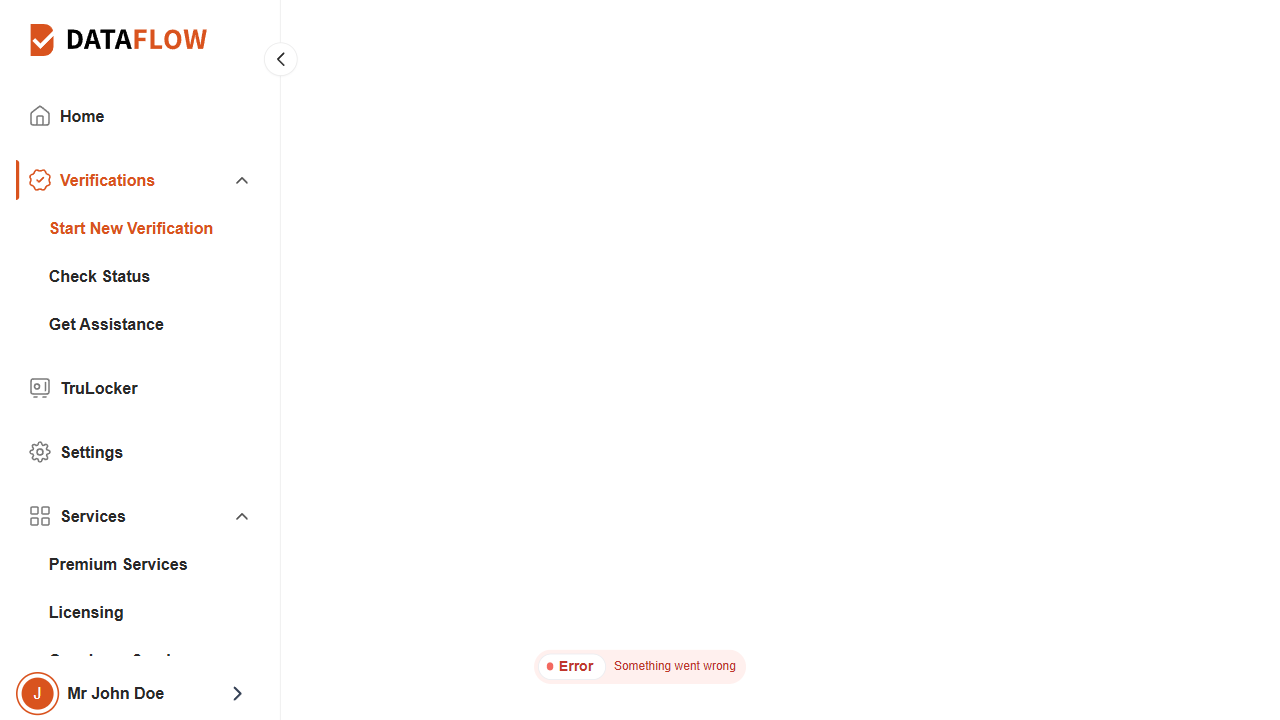 DATAFLOW
Home
Verifications
Start New Verification
Check Status
Get Assistance
TruLocker
Settings
Services
Premium Services
Licensing
J
Mr John Doe
Error
Something went wrong